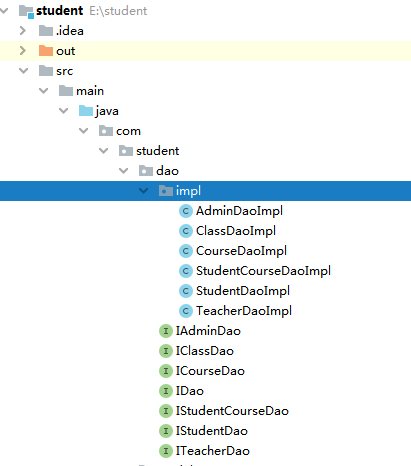 student E:\student
.idea
out
src
main
java
com
student
dao
impl
C AdminDaoImpl
C ClassDaoImpl
C CourseDaoImpl
C StudentCourseDaoImpl
C StudentDaoImpl
C TeacherDaoImpl
I IAdminDao
I IClassDao
I ICourseDao
I IDao
I IStudentCourseDao
I IStudentDao
I ITeacherDao